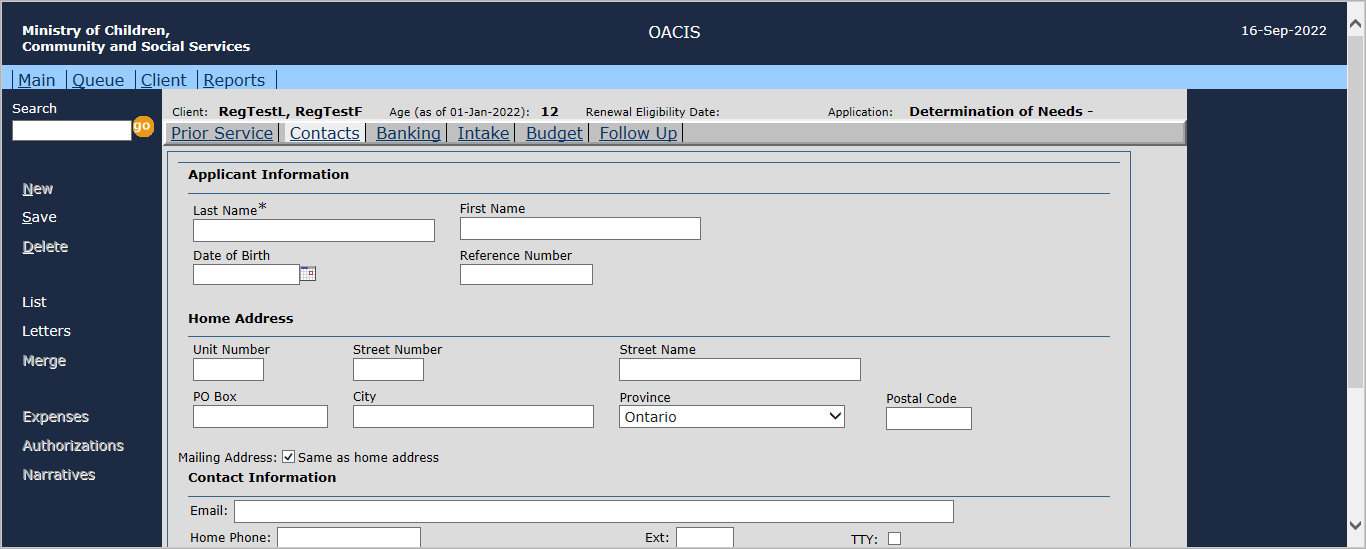 Ministry of Children,
Community and Social Services
OACIS
16-Sep-2022
Main Queue Client Reports
Search
go
New
Save
Delete
List
Letters
Merge
Expenses
Authorizations
Narratives
Client: RegTestL, RegTestF Age (as of 01-Jan-2022): 12 Renewal Eligibility Date: Application: Determination of Needs -
Prior Service Contacts Banking Intake Budget Follow Up
Applicant Information
Last Name* First Name
Date of Birth Reference Number
Home Address
Unit Number Street Number Street Name
PO Box City Province Postal Code
Ontario
Mailing Address: Same as home address
Contact Information
Email:
Home Phone: Ext: TTY: